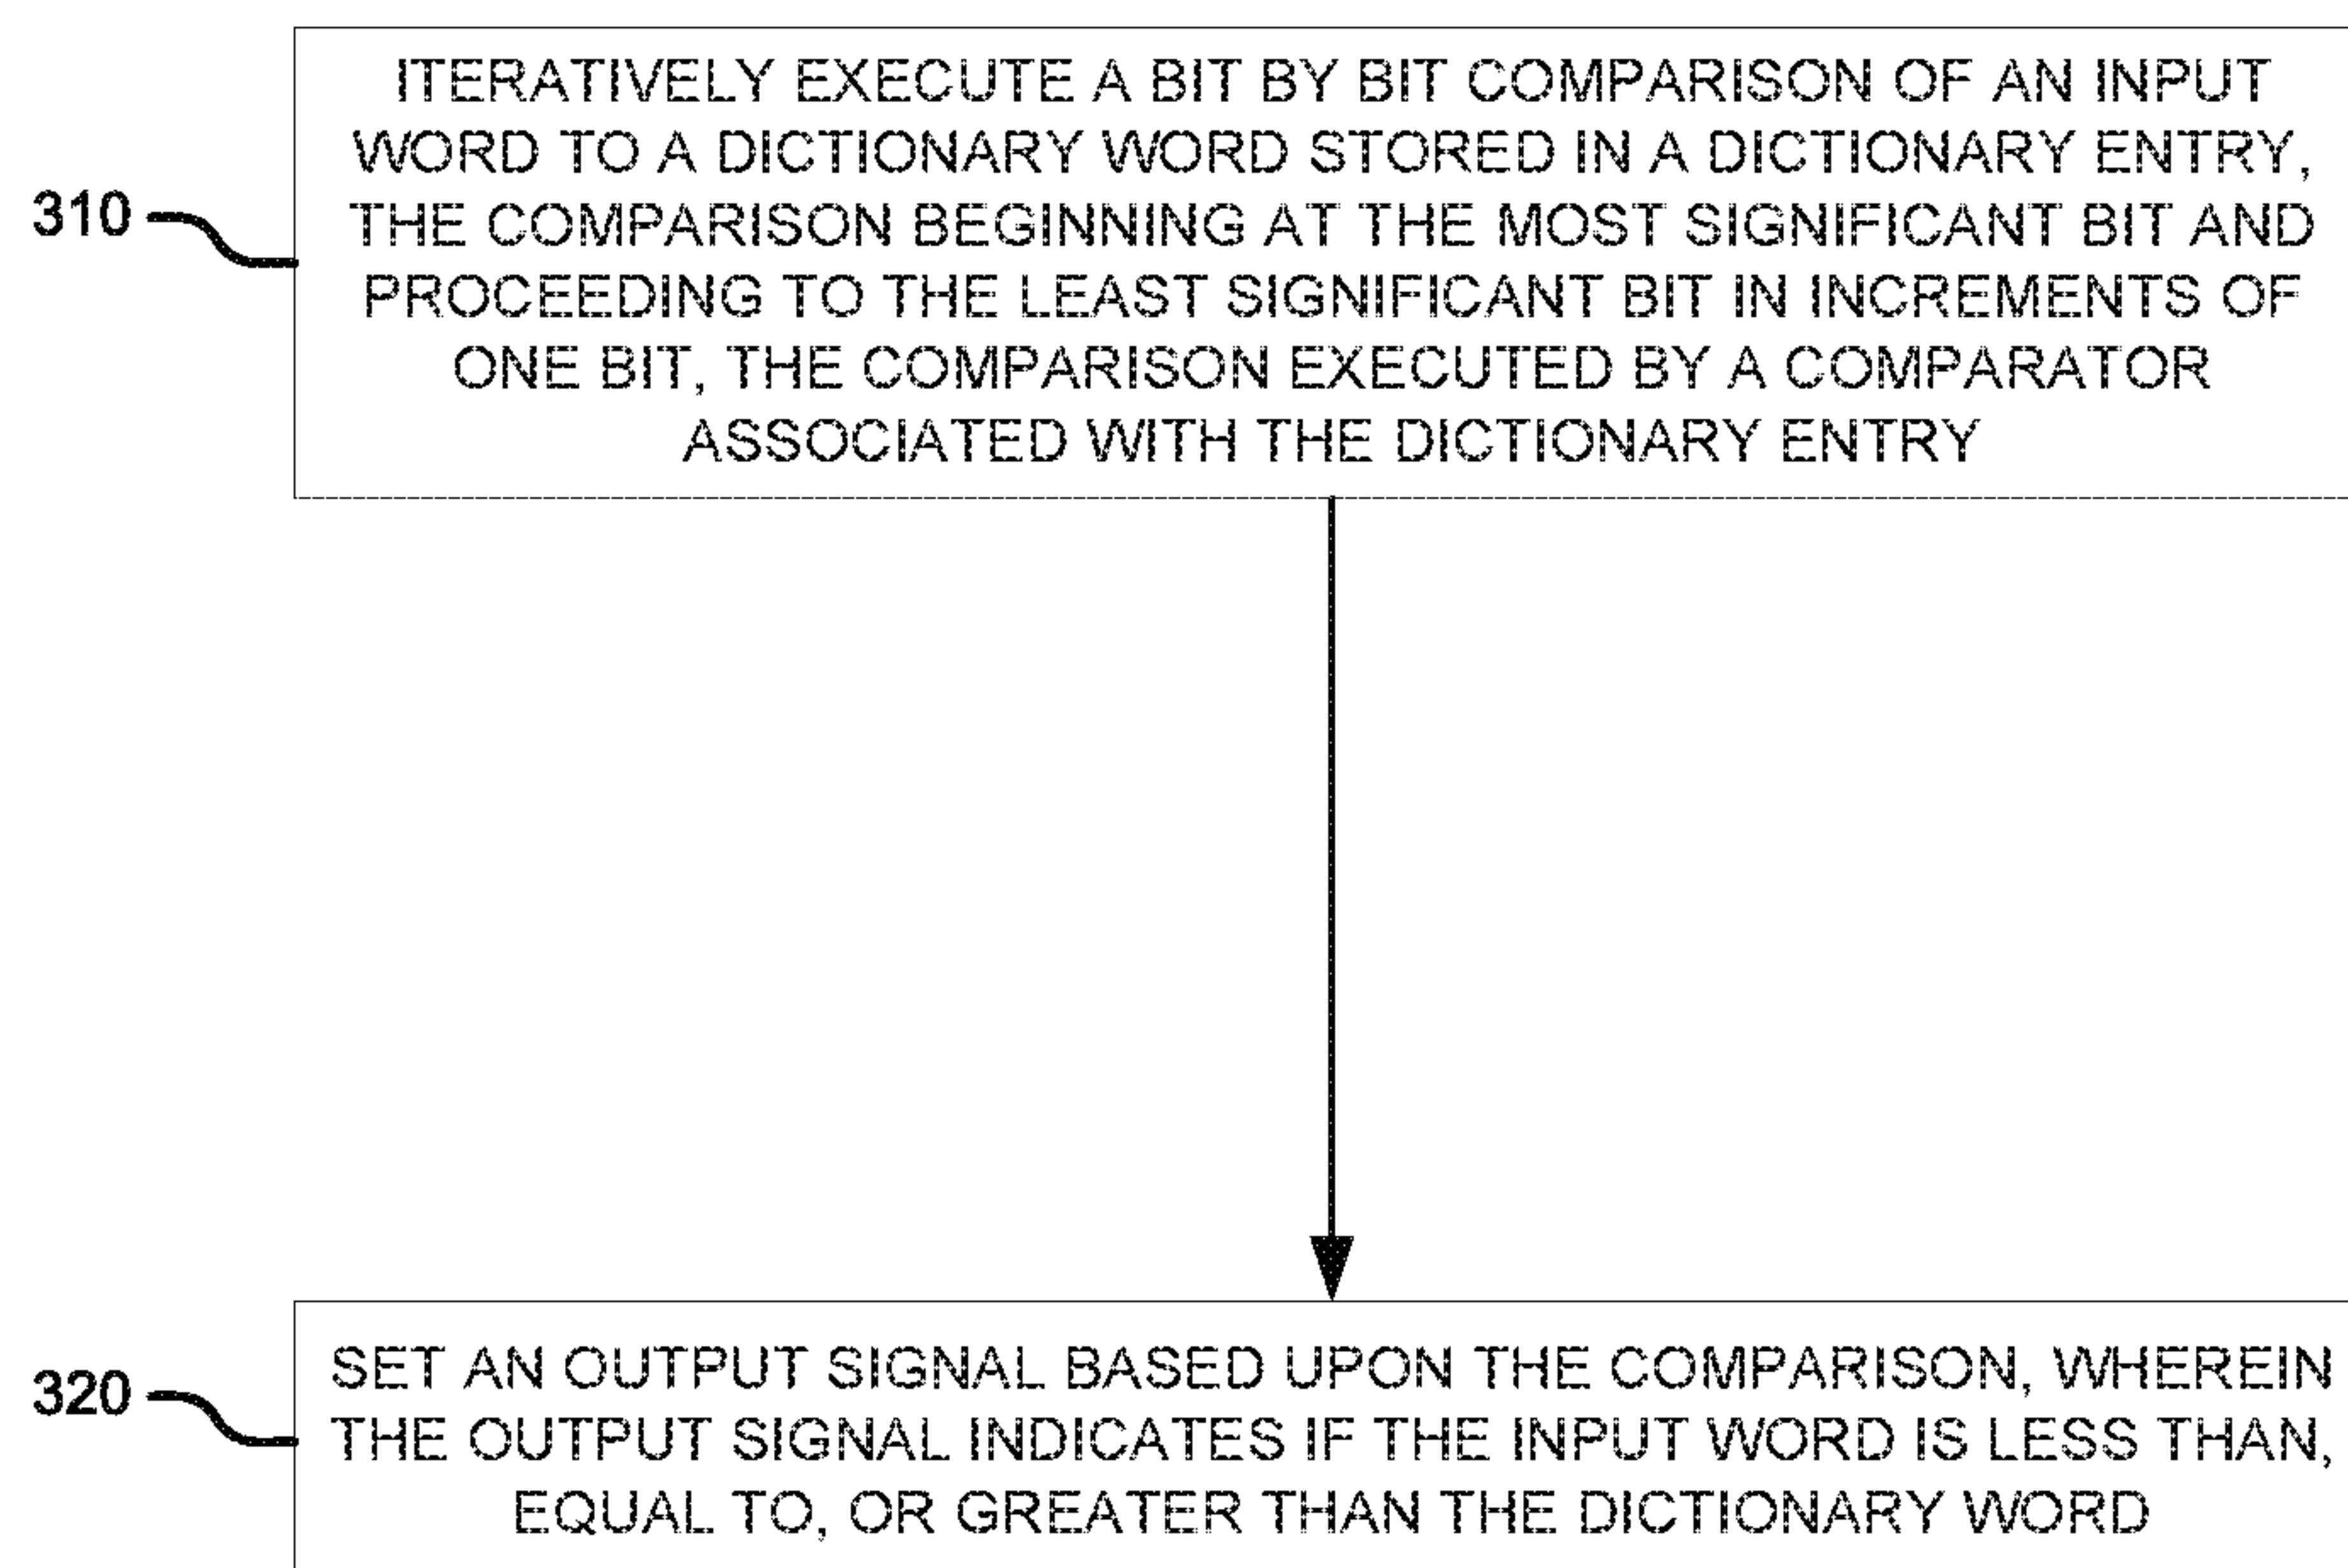 ITERATIVELY EXECUTE A BIT BY BIT COMPARISON OF AN INPUT
WORD TO A DICTIONARY WORD STORED IN A DICTIONARY ENTRY,
310
THE COMPARISON BEGINNING AT THE MOST SIGNIFICANT BIT AND
PROCEEDING TO THE LEAST SIGNIFICANT BIT IN INCREMENTS OF
ONE BIT, THE COMPARISON EXECUTED BY A COMPARATOR
ASSOCIATED WITH THE DICTIONARY ENTRY
320
SET AN OUTPUT SIGNAL BASED UPON THE COMPARISON, WHEREIN
THE OUTPUT SIGNAL INDICATES IF THE INPUT WORD IS LESS THAN,
EQUAL TO, OR GREATER THAN THE DICTIONARY WORD